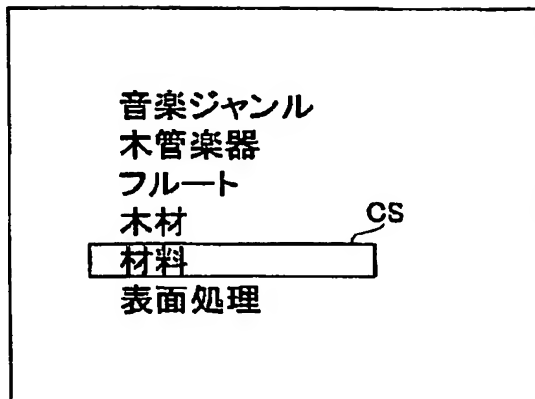 音楽ジャンル
木管楽器
フルート
木材
CS
材料
表面処理